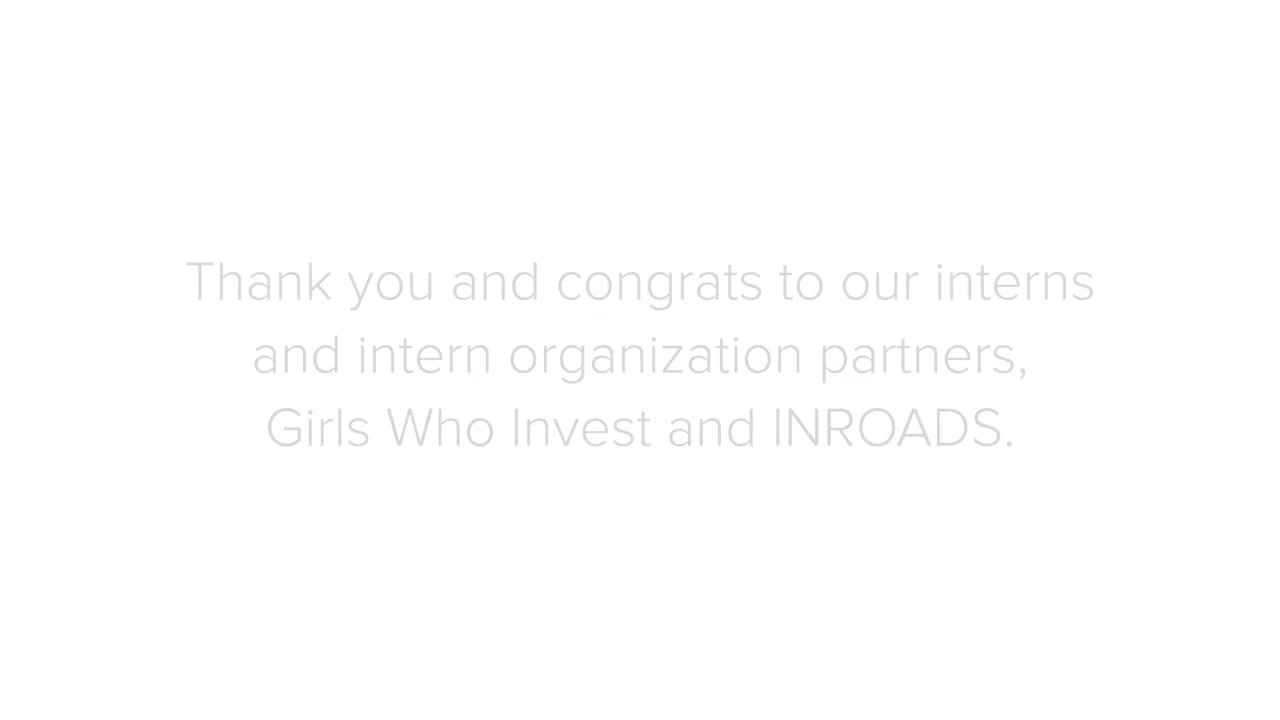 Thank you and congrats to our interns
and intern organization partners,
Girls Who Invest and INROADS.